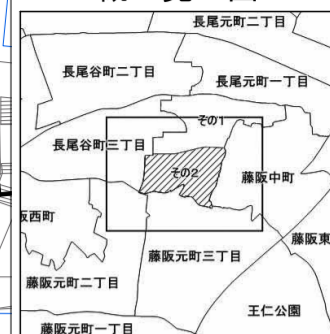 長尾元町二丁目
長尾谷町二丁目
長尾元町一丁目
その1
長尾谷町三丁目
その2
藤阪中町
阪西町
藤阪東
藤阪元町三丁目
藤阪元町二丁目
王仁公園
藤阪元町一丁目